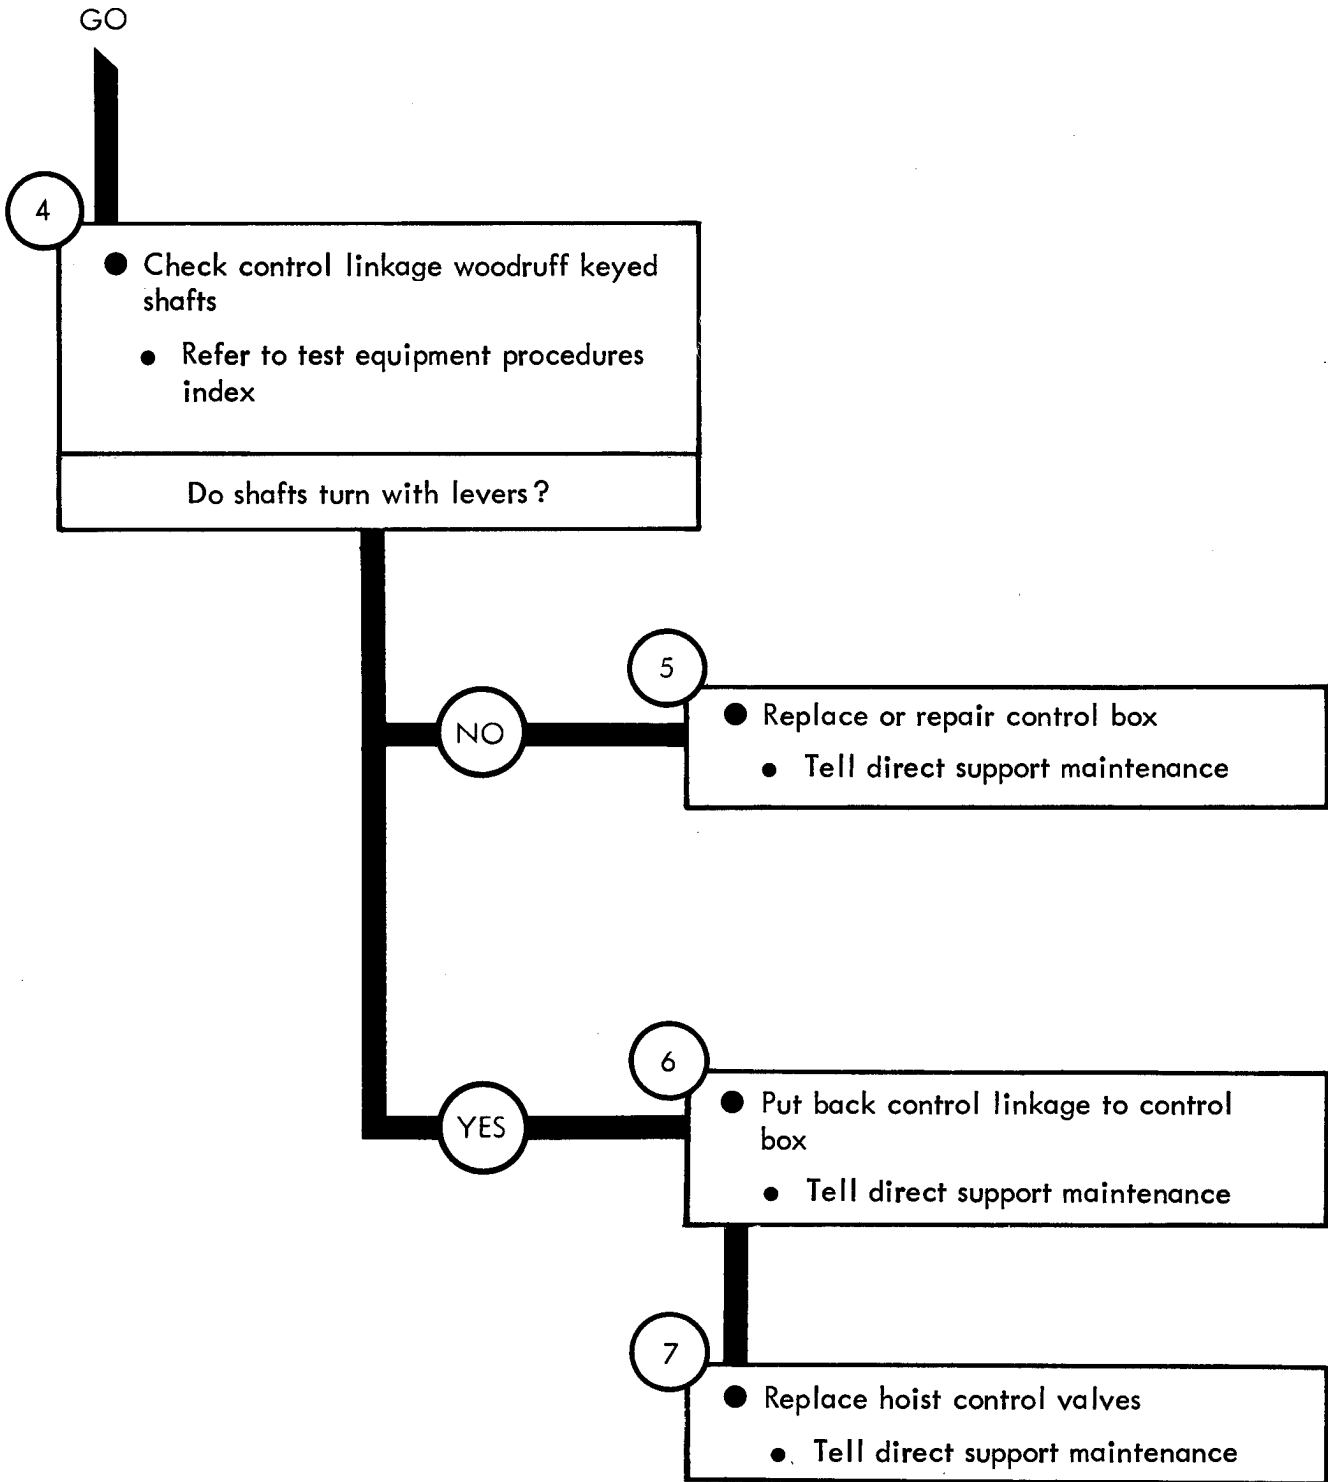 GO
4
● Check control linkage woodruff keyed
shafts
● Refer to test equipment procedures
index
Do shafts turn with levers?
5
NO
● Replace or repair control box
● Tell direct support maintenance
6
YES
● Put back control linkage to control
box
● Tell direct support maintenance
7
● Replace hoist control valves
● Tell direct support maintenance